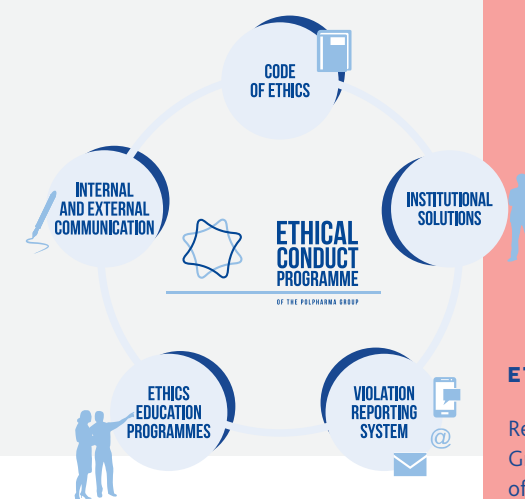 CODE
OF ETHICS
INTERNAL
AND EXTERNAL
COMMUNICATION
INSTITUTIONAL
SOLUTIONS
ETHICAL
CONDUCT
PROGRAMME
OF THE POLPHARMA GROUP
ETHICS
EDUCATION
PROGRAMMES
VIOLATION
REPORTING
SYSTEM
@